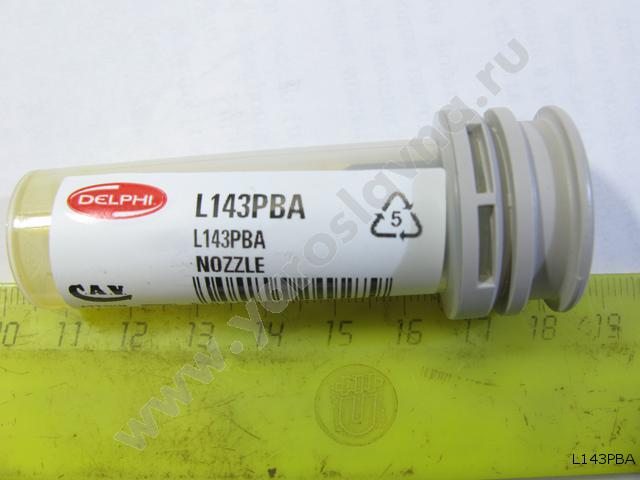 DELPHI
L143PBA
L143PBA
NOZZLE
5
CAV
www.yaroslavna.ru
10 11 12 13 14 15 16 17 18 19
L143PBA